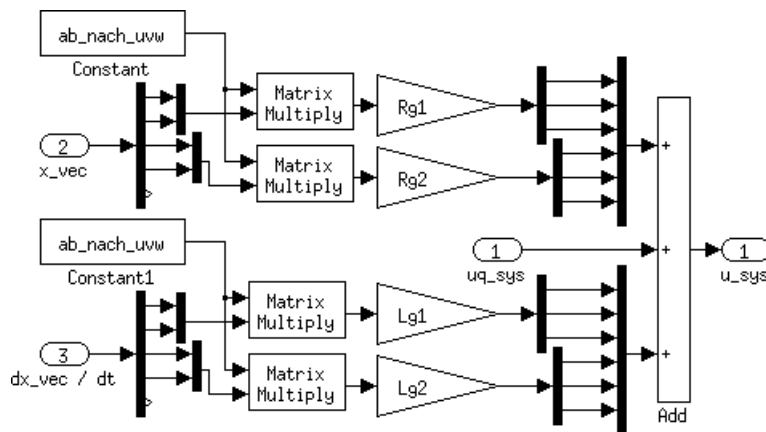 ab_nach_uvw
Constant
Matrix
Multiply
Rg1
2
x_vec
Matrix
Multiply
Rg2
+
ab_nach_uvw
Constant1
1
uq_sys
+
1
u_sys
Matrix
Multiply
Lg1
3
dx_vec / dt
Matrix
Multiply
Lg2
+
Add